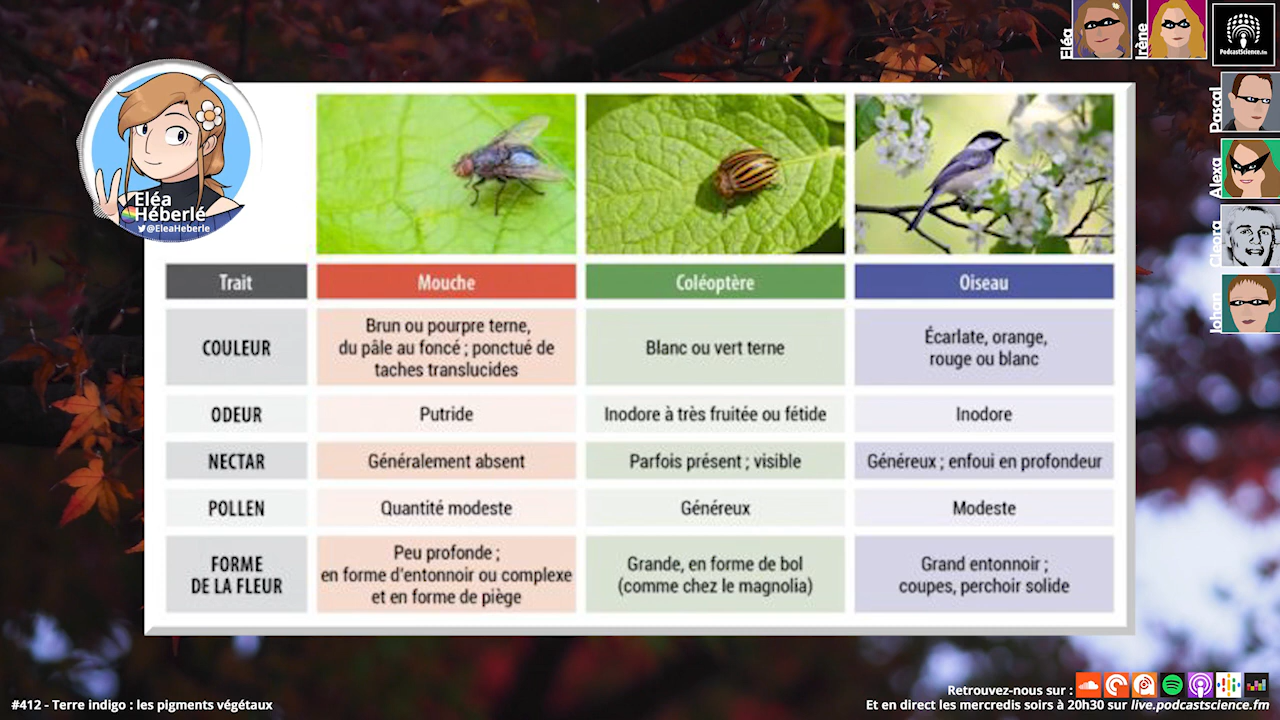 Eléa
Irène
PodcastScience.fm
Pascal
Alexa
Cleora
Johan
Eléa
Héberlé
@EleaHeberle
Trait
Mouche
Coléoptère
Oiseau
COULEUR
Brun ou pourpre terne,
du pâle au foncé ; ponctué de
taches translucides
Blanc ou vert terne
Écarlate, orange,
rouge ou blanc
ODEUR
Putride
Inodore à très fruitée ou fétide
Inodore
NECTAR
Généralement absent
Parfois présent ; visible
Généreux ; enfoui en profondeur
POLLEN
Quantité modeste
Généreux
Modeste
FORME
DE LA FLEUR
Peu profonde ;
en forme d'entonnoir ou complexe
et en forme de piège
Grande, en forme de bol
(comme chez le magnolia)
Grand entonnoir ;
coupes, perchoir solide
#412 - Terre indigo : les pigments végétaux
Retrouvez-nous sur :
Et en direct les mercredis soirs à 20h30 sur live.podcastscience.fm